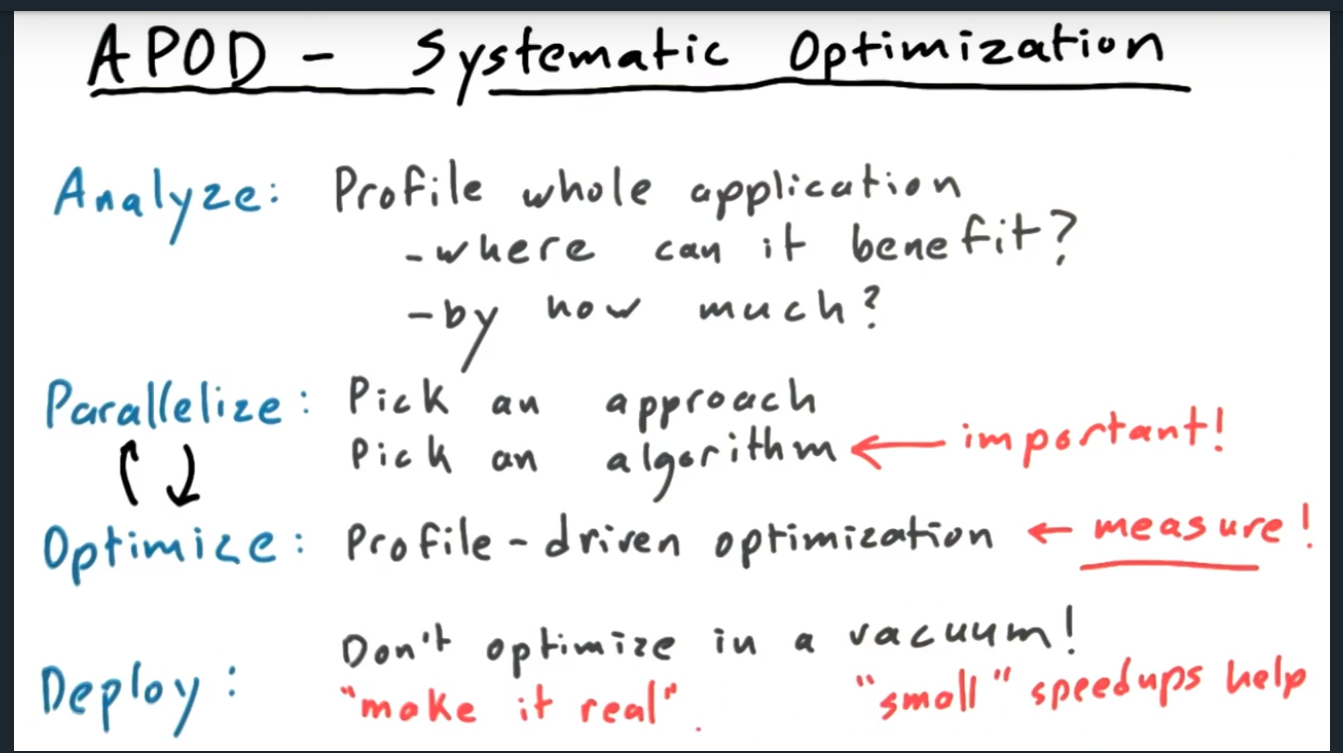 APOD - Systematic Optimization
Analyze: Profile whole application
- where can it benefit?
- by how much?
Parallelize: Pick an approach
Pick an algorithm ← important!
Optimize: Profile-driven optimization ← measure!
Don't optimize in a vacuum!
Deploy: "make it real". "small" speedups help